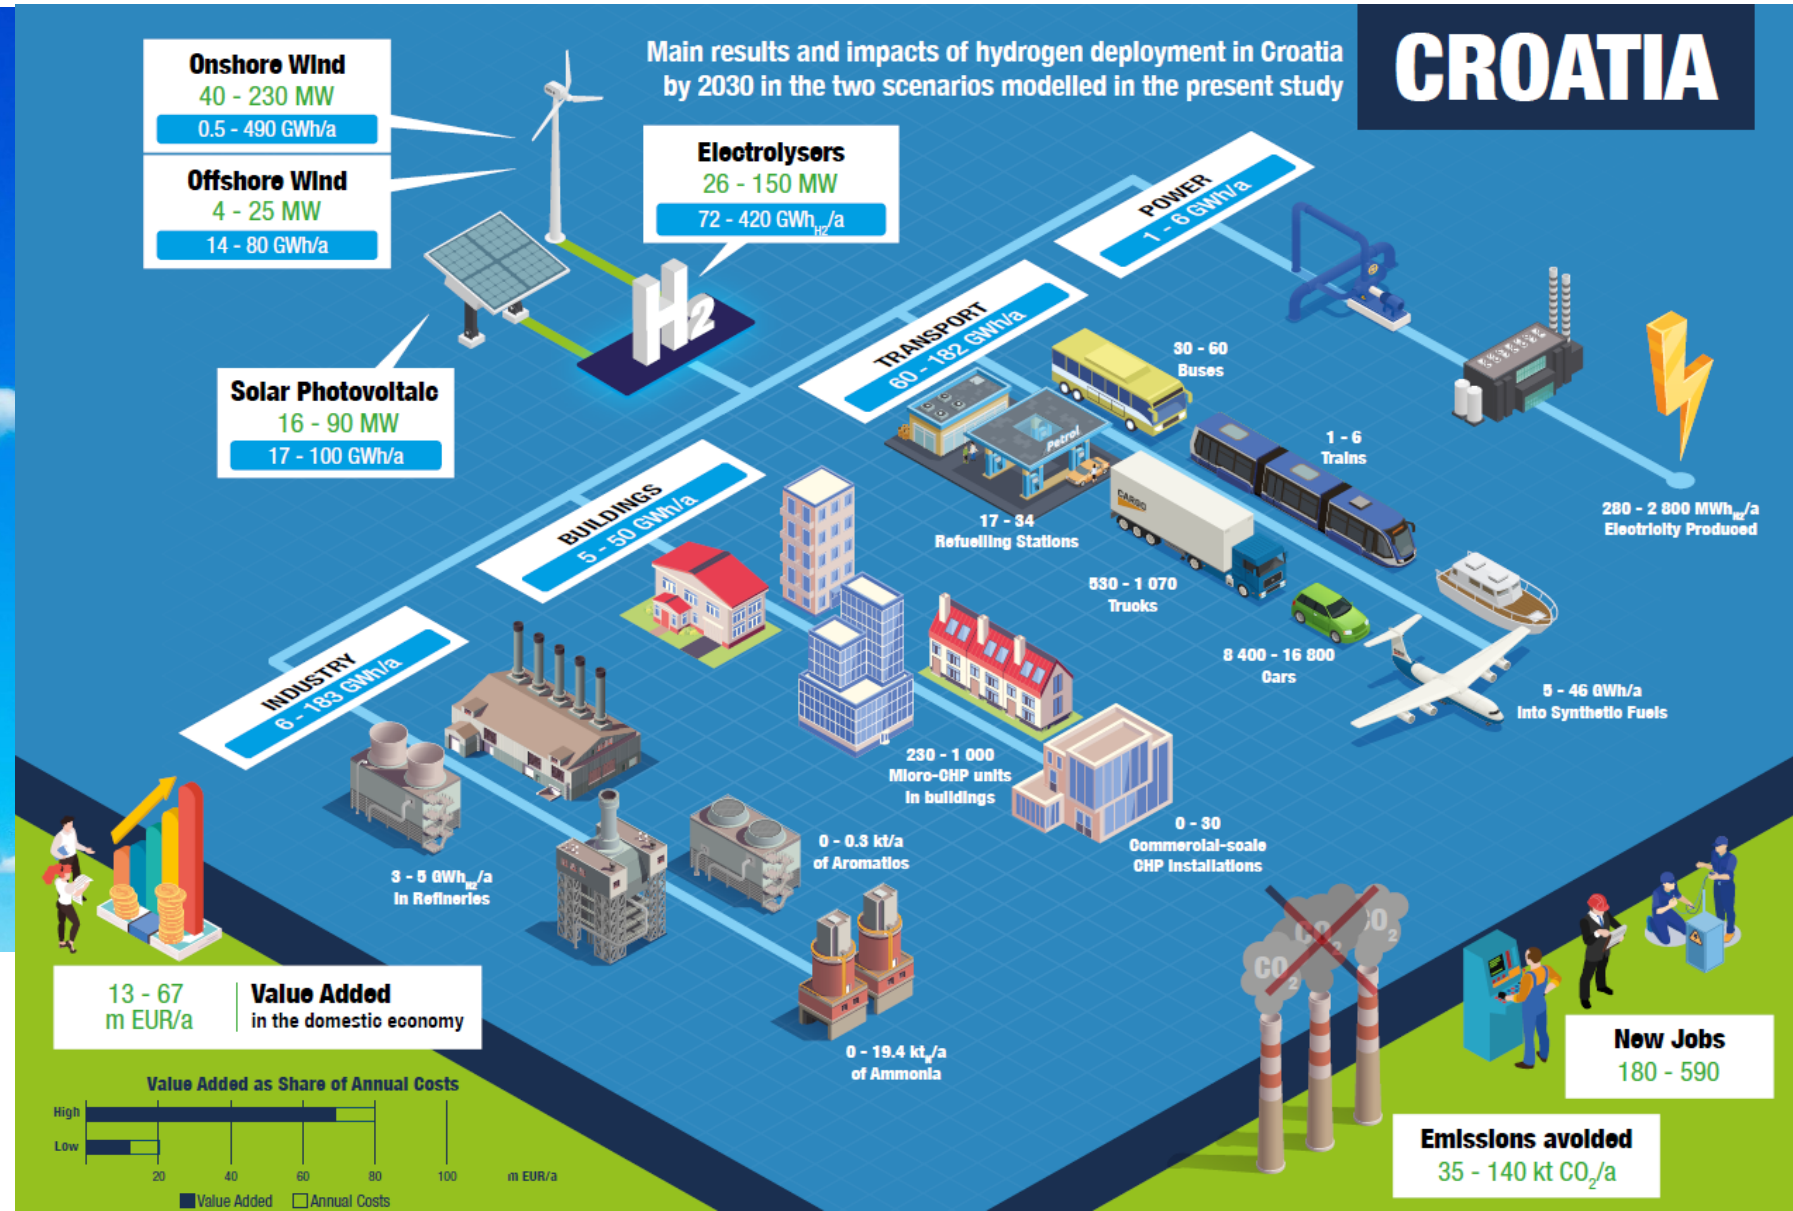 Main results and impacts of hydrogen deployment in Croatia
by 2030 in the two scenarios modelled in the present study
CROATIA
Onshore Wind
40 - 230 MW
0.5 - 490 GWh/a
Offshore Wind
4 - 25 MW
14 - 80 GWh/a
Electrolysers
26 - 150 MW
72 - 420 GWhH2/a
H2
Solar Photovoltaic
16 - 90 MW
17 - 100 GWh/a
POWER
1 - 6 GWh/a
TRANSPORT
60 - 182 GWh/a
BUILDINGS
5 - 50 GWh/a
INDUSTRY
6 - 183 GWh/a
30 - 60
Buses
Petrol
1 - 6
Trains
CARGO
17 - 34
Refuelling Stations
280 - 2 800 MWhH2/a
Electricity Produced
530 - 1 070
Trucks
8 400 - 16 800
Cars
5 - 46 GWh/a
into Synthetic Fuels
230 - 1 000
Micro-CHP units
in buildings
0 - 30
Commercial-scale
CHP installations
3 - 5 GWhH2/a
in Refineries
0 - 0.3 kt/a
of Aromatics
0 - 19.4 ktN/a
of Ammonia
CO2
CO2
CO2
13 - 67
m EUR/a
Value Added
in the domestic economy
Value Added as Share of Annual Costs
High
Low
20
40
60
80
100
m EUR/a
Value Added
Annual Costs
New Jobs
180 - 590
Emissions avoided
35 - 140 kt CO2/a